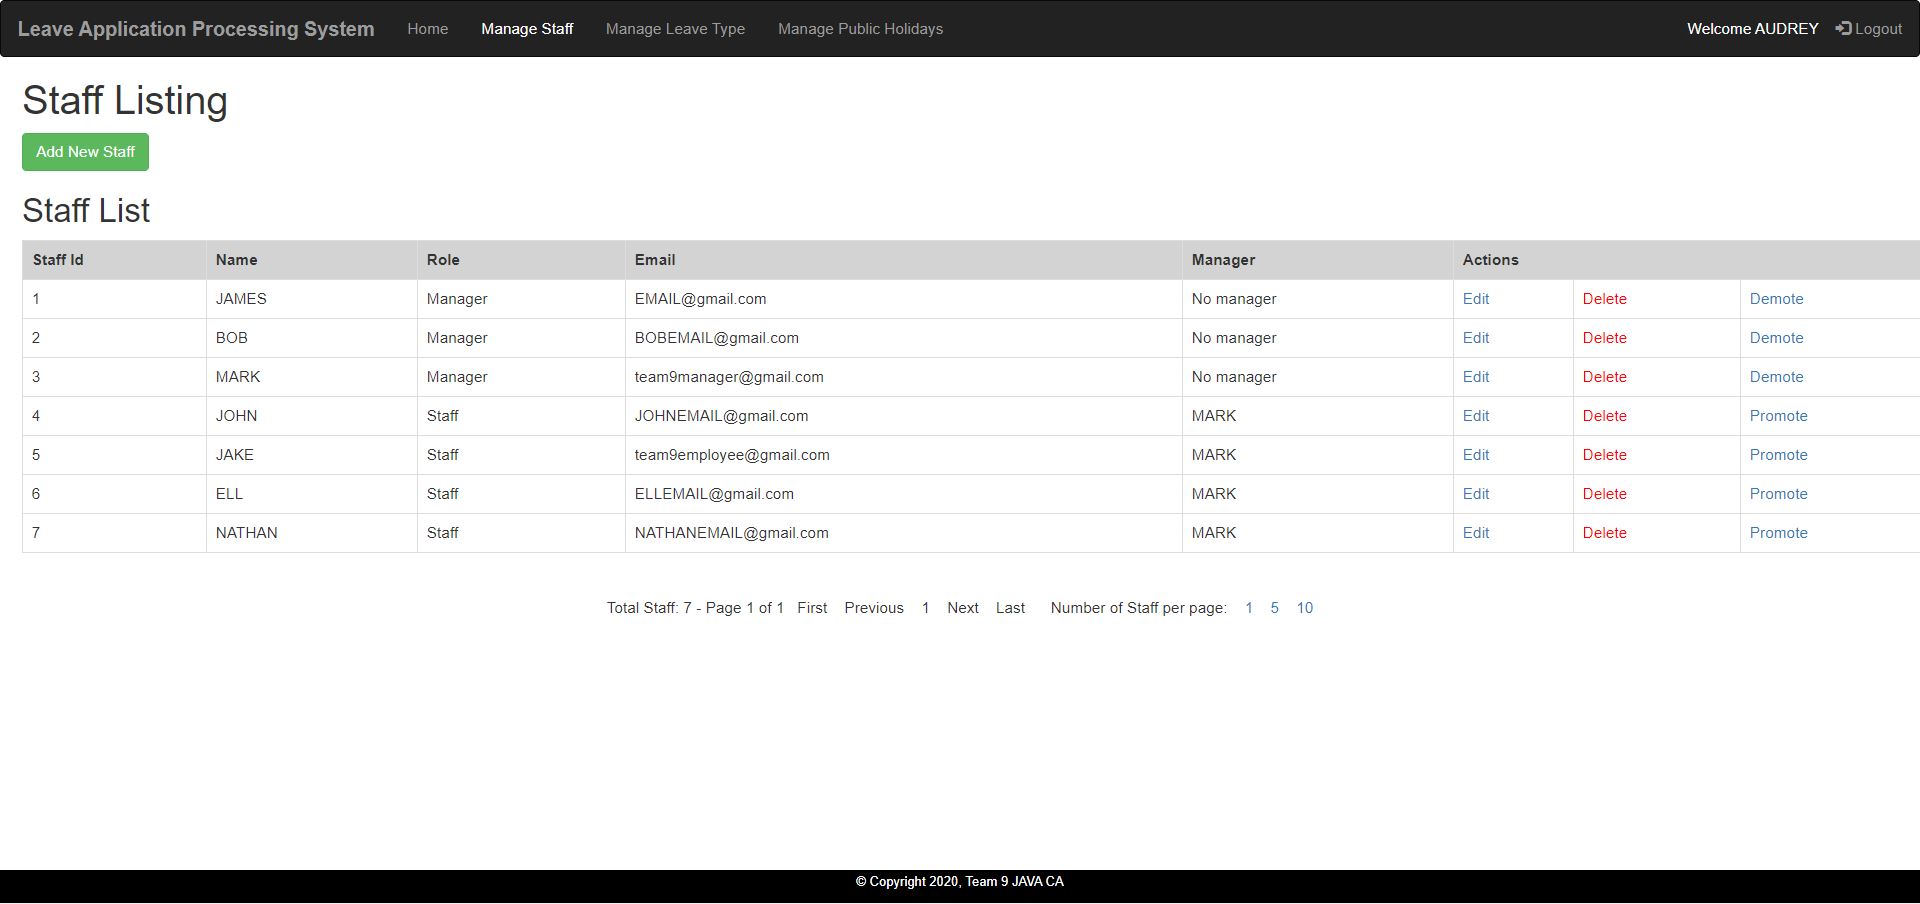 Leave Application Processing System Home Manage Staff Manage Leave Type Manage Public Holidays Welcome AUDREY Logout
Staff Listing
Add New Staff
Staff List
Staff Id Name Role Email Manager Actions
1 JAMES Manager EMAIL@gmail.com No manager Edit Delete Demote
2 BOB Manager BOBEMAIL@gmail.com No manager Edit Delete Demote
3 MARK Manager team9manager@gmail.com No manager Edit Delete Demote
4 JOHN Staff JOHNEMAIL@gmail.com MARK Edit Delete Promote
5 JAKE Staff team9employee@gmail.com MARK Edit Delete Promote
6 ELL Staff ELLEMAIL@gmail.com MARK Edit Delete Promote
7 NATHAN Staff NATHANEMAIL@gmail.com MARK Edit Delete Promote
Total Staff: 7 - Page 1 of 1 First Previous 1 Next Last Number of Staff per page: 1 5 10
© Copyright 2020, Team 9 JAVA CA